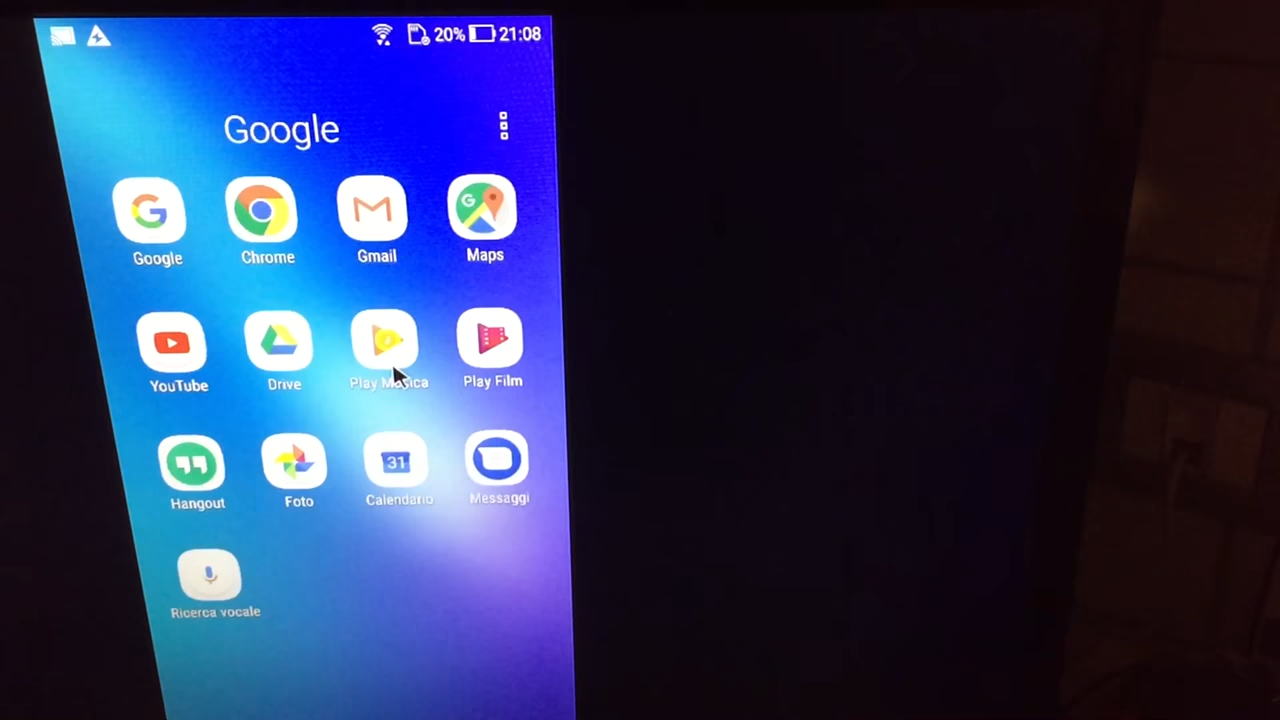 20% 21:08
Google
Google Chrome Gmail Maps
YouTube Drive Play Musica Play Film
31
Hangout Foto Calendario Messaggi
Ricerca vocale